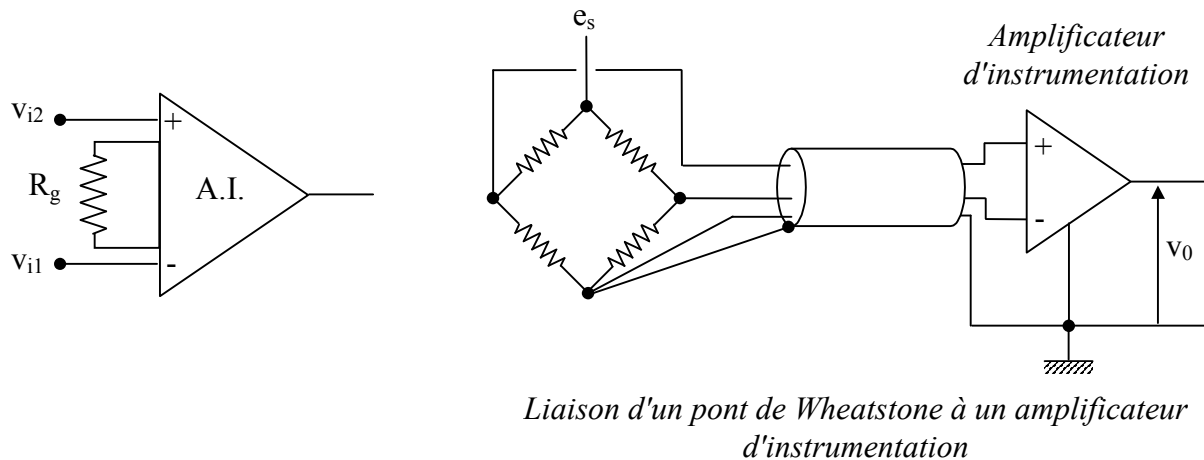 e_s
Amplificateur
d'instrumentation
v_i2
+
R_g
A.I.
v_i1
-
+
-
v_0
Liaison d'un pont de Wheatstone à un amplificateur
d'instrumentation